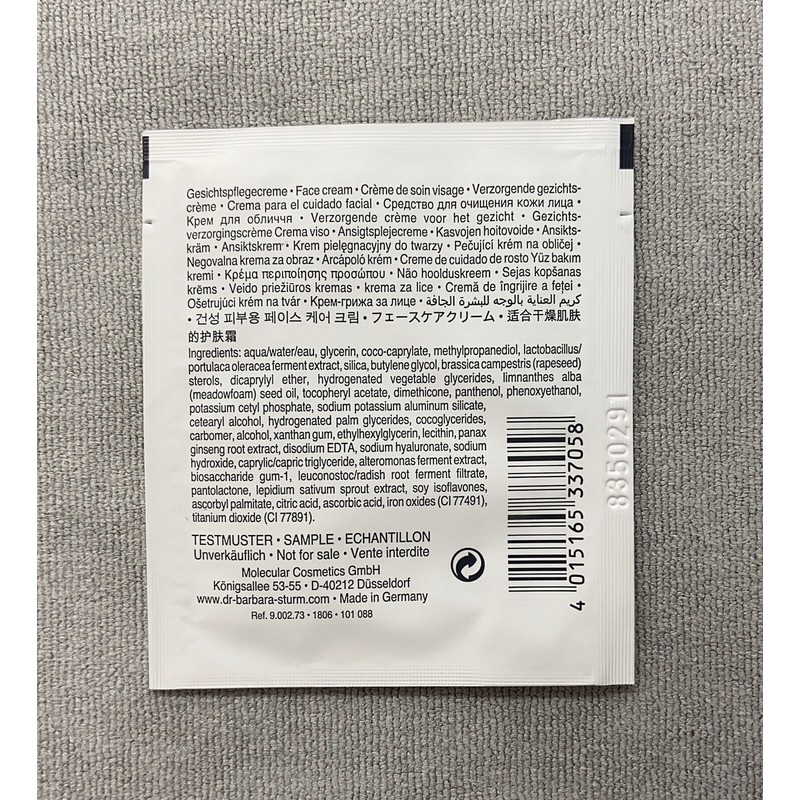 Gesichtspflegecreme • Face cream • Crème de soin visage • Verzorgende gezichts-
crème • Crema para el cuidado facial • Средство для очищения кожи лица •
Крем для обличчя • Verzorgende crème voor het gezicht • Gezichts-
verzorgingscrème Crema viso • Ansigtsplejecreme • Kasvojen hoitovoide • Ansikts-
kräm • Ansiktskrem • Krem pielęgnacyjny do twarzy • Pečující krém na obličej •
Negovalna krema za obraz • Arcápoló krém • Creme de cuidado de rosto Yüz bakım
kremi • Κρέμα περιποίησης προσώπου • Não hoolduskreem • Sejas kopšanas
krēms • Veido priežiūros kremas • krema za lice • Cremă de îngrijire a feței •
Ošetrujúci krém na tvár • Крем-грижа за лице • كريم العناية بالوجه للبشرة الجافة
• 건성 피부용 페이스 케어 크림 • フェースケアクリーム • 适合干燥肌肤
的护肤霜
Ingredients: aqua/water/eau, glycerin, coco-caprylate, methylpropanediol, lactobacillus/
portulaca oleracea ferment extract, silica, butylene glycol, brassica campestris (rapeseed)
sterols, dicaprylyl ether, hydrogenated vegetable glycerides, limnanthes alba
(meadowfoam) seed oil, tocopheryl acetate, dimethicone, panthenol, phenoxyethanol,
potassium cetyl phosphate, sodium potassium aluminum silicate,
cetearyl alcohol, hydrogenated palm glycerides, cocoglycerides,
carbomer, alcohol, xanthan gum, ethylhexylglycerin, lecithin, panax
ginseng root extract, disodium EDTA, sodium hyaluronate, sodium
hydroxide, caprylic/capric triglyceride, alteromonas ferment extract,
biosaccharide gum-1, leuconostoc/radish root ferment filtrate,
pantolactone, lepidium sativum sprout extract, soy isoflavones,
ascorbyl palmitate, citric acid, ascorbic acid, iron oxides (CI 77491),
titanium dioxide (CI 77891).
TESTMUSTER • SAMPLE • ECHANTILLON
Unverkäuflich • Not for sale • Vente interdite
Molecular Cosmetics GmbH
Königsallee 53-55 • D-40212 Düsseldorf
www.dr-barbara-sturm.com • Made in Germany
Ref. 9.002.73 • 1806 • 101 088
4 015165 337058
8350291